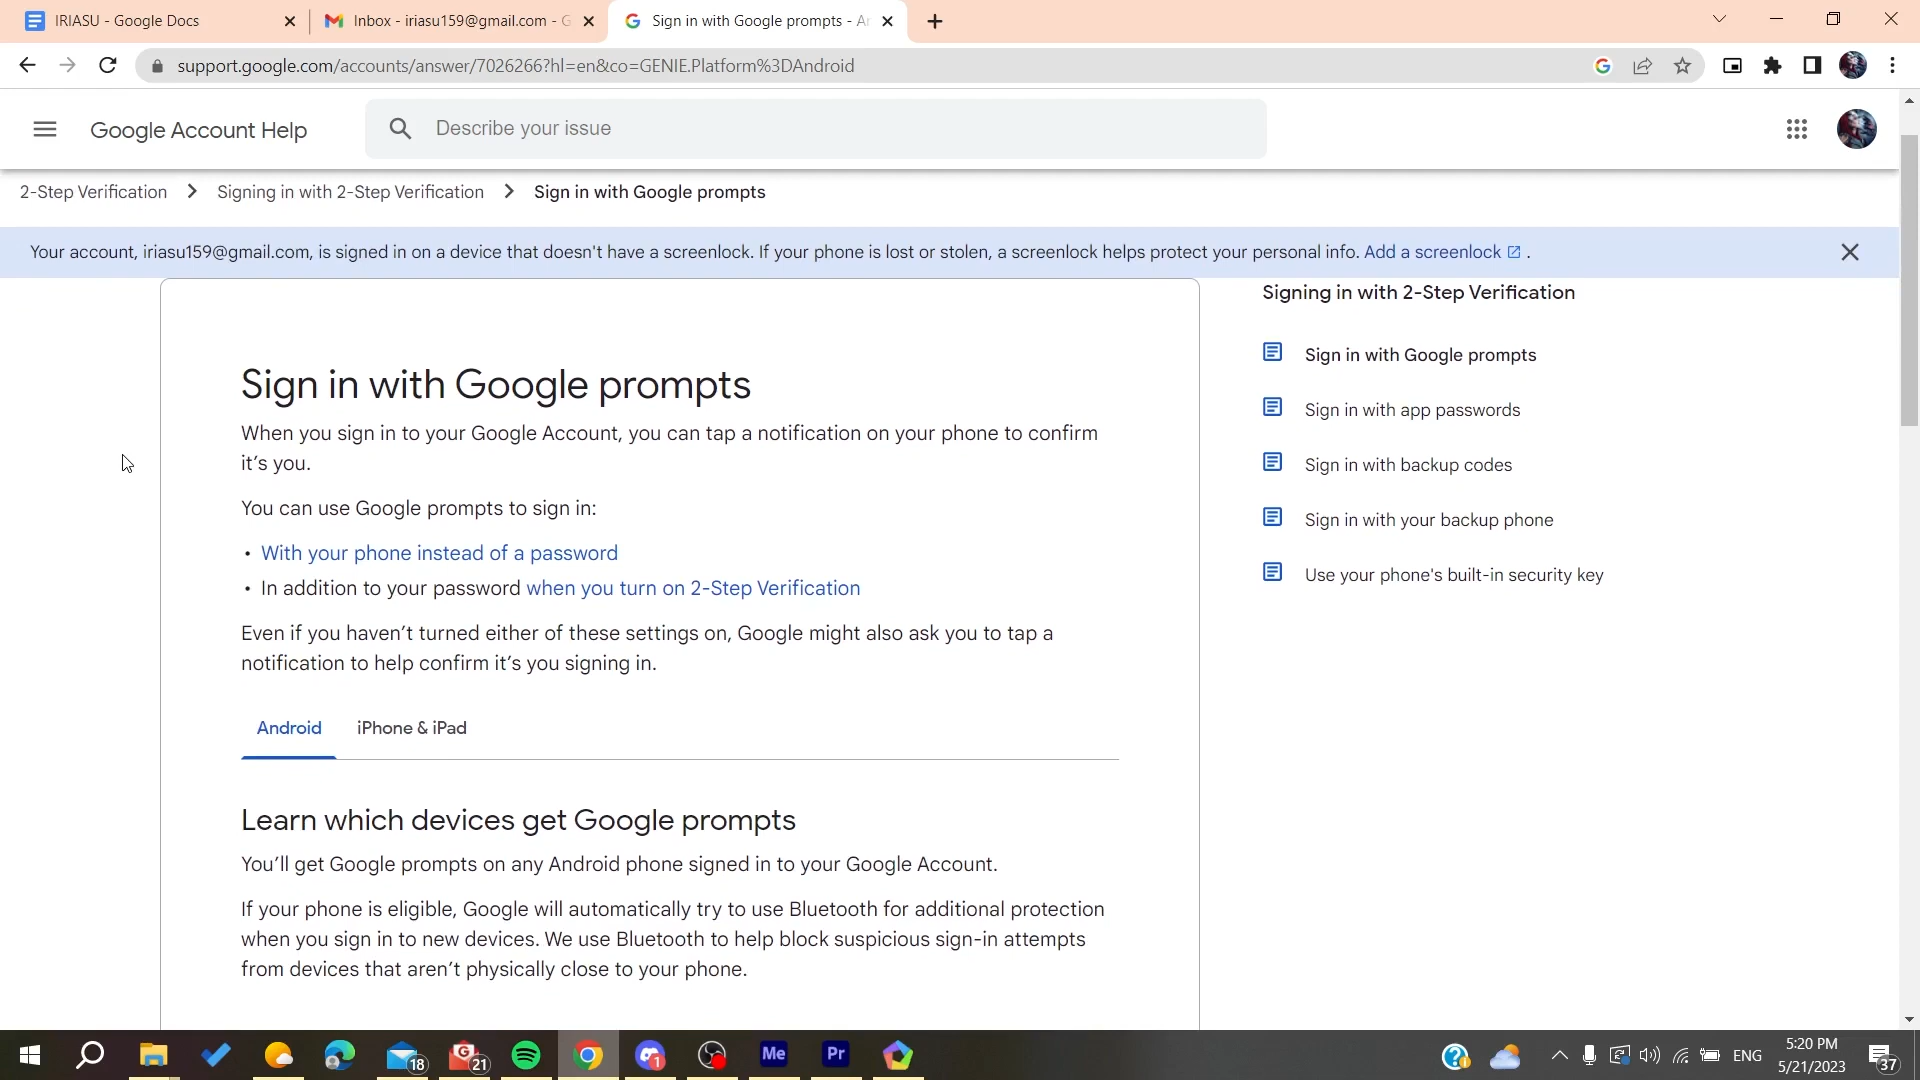 IRIASU - Google Docs
Inbox - iriasu159@gmail.com - G
Sign in with Google prompts - A
support.google.com/accounts/answer/7026266?hl=en&co=GENIE.Platform%3DAndroid
Google Account Help
Describe your issue
2-Step Verification > Signing in with 2-Step Verification > Sign in with Google prompts
Your account, iriasu159@gmail.com, is signed in on a device that doesn't have a screenlock. If your phone is lost or stolen, a screenlock helps protect your personal info. Add a screenlock .
Signing in with 2-Step Verification
Sign in with Google prompts
Sign in with app passwords
Sign in with backup codes
Sign in with your backup phone
Use your phone's built-in security key
Sign in with Google prompts
When you sign in to your Google Account, you can tap a notification on your phone to confirm
it’s you.
You can use Google prompts to sign in:
• With your phone instead of a password
• In addition to your password when you turn on 2-Step Verification
Even if you haven’t turned either of these settings on, Google might also ask you to tap a
notification to help confirm it’s you signing in.
Android iPhone & iPad
Learn which devices get Google prompts
You’ll get Google prompts on any Android phone signed in to your Google Account.
If your phone is eligible, Google will automatically try to use Bluetooth for additional protection
when you sign in to new devices. We use Bluetooth to help block suspicious sign-in attempts
from devices that aren’t physically close to your phone.
18
21
1
Me
Pr
ENG
5:20 PM
5/21/2023
37